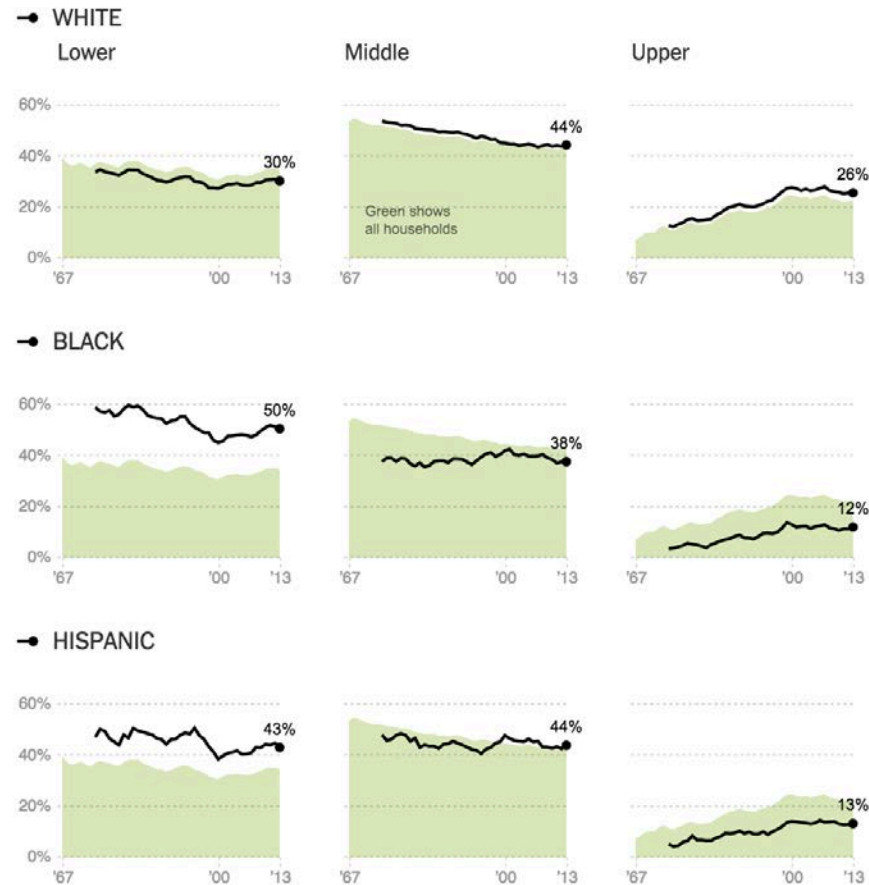 WHITE
Lower Middle Upper
60%
40%
20%
0%
30%
44%
26%
Green shows
all households
'67 '00 '13 '67 '00 '13 '67 '00 '13
BLACK
60%
40%
20%
0%
50%
38%
12%
'67 '00 '13 '67 '00 '13 '67 '00 '13
HISPANIC
60%
40%
20%
0%
43%
44%
13%
'67 '00 '13 '67 '00 '13 '67 '00 '13